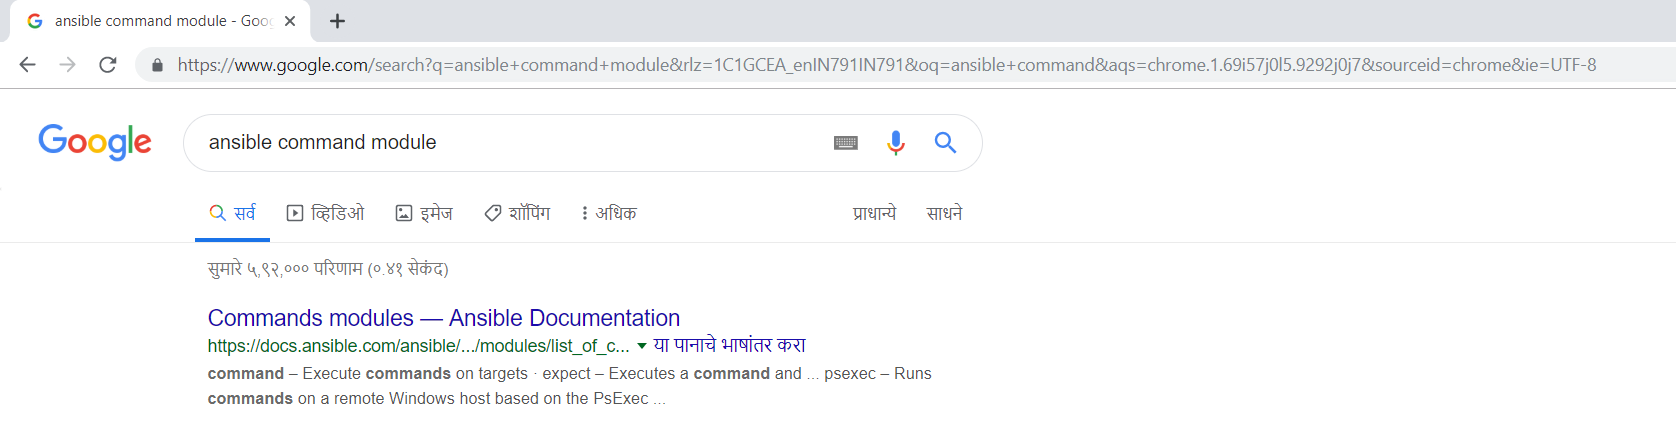 ansible command module - Goog
https://www.google.com/search?q=ansible+command+module&rlz=1C1GCEA_enIN791IN791&oq=ansible+command&aqs=chrome.1.69i57j0l5.9292j0j7&sourceid=chrome&ie=UTF-8
Google ansible command module
सर्व व्हिडिओ इमेज शॉपिंग अधिक प्राधान्ये साधने
सुमारे ५,९२,००० परिणाम (०.४१ सेकंद)
Commands modules — Ansible Documentation
https://docs.ansible.com/ansible/.../modules/list_of_c... या पानाचे भाषांतर करा
command – Execute commands on targets · expect – Executes a command and ... psexec – Runs
commands on a remote Windows host based on the PsExec ...